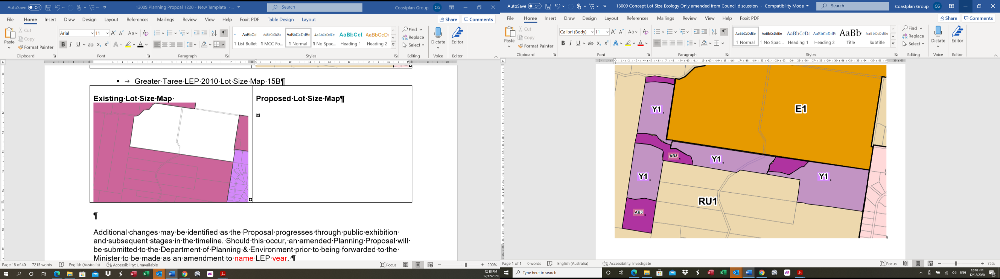 AutoSave Off 13009 Planning Propoal 1220 - New Template -... Search Coastplan Group CG
File Home Insert Draw Design Layout References Mailings Review View Help Foxit PDF Table Design Layout Share Comments
Paste Cut Copy Format Painter
Arial 11
B I U ab x₂ x² A A
AaBbCcI AaBbCcDdEe AaBbCcDdEe AaBbCcDdEe AaBbCcI AaBbCcD
¶ List Bullet ¶ MCC Fo... ¶ Normal ¶ No Spac... Heading 1 Heading 2
Find Replace Select Dictate Editor
Clipboard Font Paragraph Styles Editing Voice Editor
▪ → Greater·Taree·LEP·2010·Lot·Size·Map·15B¶
Existing·Lot·Size·Map·
Proposed·Lot·Size·Map¶
¤
¤
¶
Additional·changes·may·be·identified·as·the·Proposal·progresses·through·public·exhibition·
and·subsequent·stages·in·the·timeline.·Should·this·occur,·an·amended·Planning·Proposal·will·
be·submitted·to·the·Department·of·Planning·&·Environment·prior·to·being·forwarded·to·the·
Minister·to·be·made·as·an·amendment·to·name·LEP·year.·¶
Page 18 of 40 7215 words English (Australia) Accessibility: Unavailable Focus 200%
12:18 PM
12/12/2020
AutoSave Off 13009 Concept Lot Size Ecology Only amended from Council discussion - Compatibility Mode Search Coastplan Group CG
File Home Insert Draw Design Layout References Mailings Review View Help Foxit PDF Share Comments
Paste Cut Copy Format Painter
Calibri (Body) 11
B I U ab x₂ x² A A
AaBbCcDdEe AaBbCcDdEe AaBbCcDc AaBbCcDdE AaBb( AaBbCcDdEe
¶ Normal ¶ No Spac... Heading 1 Heading 2 Title Subtitle
Find Replace Select Dictate Editor
Clipboard Font Paragraph Styles Editing Voice Editor
Y1
E1
AB3
Y1
Y1
Y1
RU1
AB3
Page 1 of 1 0 words English (Australia) Accessibility: Investigate Focus 75%
Type here to search
ENG
12:18 PM
12/12/2020